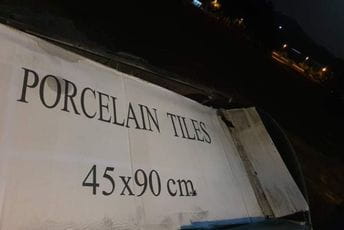 PORCELAIN TILES
45x90 cm.